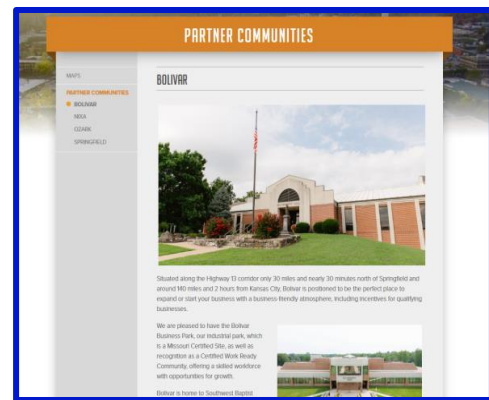 PARTNER COMMUNITIES
MAPS
PARTNER COMMUNITIES
BOLIVAR
NIXA
OZARK
SPRINGFIELD
BOLIVAR
Situated along the Highway 13 corridor only 30 miles and nearly 30 minutes north of Springfield and
around 140 miles and 2 hours from Kansas City, Bolivar is positioned to be the perfect place to
expand or start your business with a business-friendly atmosphere, including incentives for qualifying
businesses.
We are pleased to have the Bolivar
Business Park, our industrial park, which
is a Missouri Certified Site, as well as
recognition as a Certified Work Ready
Community, offering a skilled workforce
with opportunities for growth.
Bolivar is home to Southwest Baptist